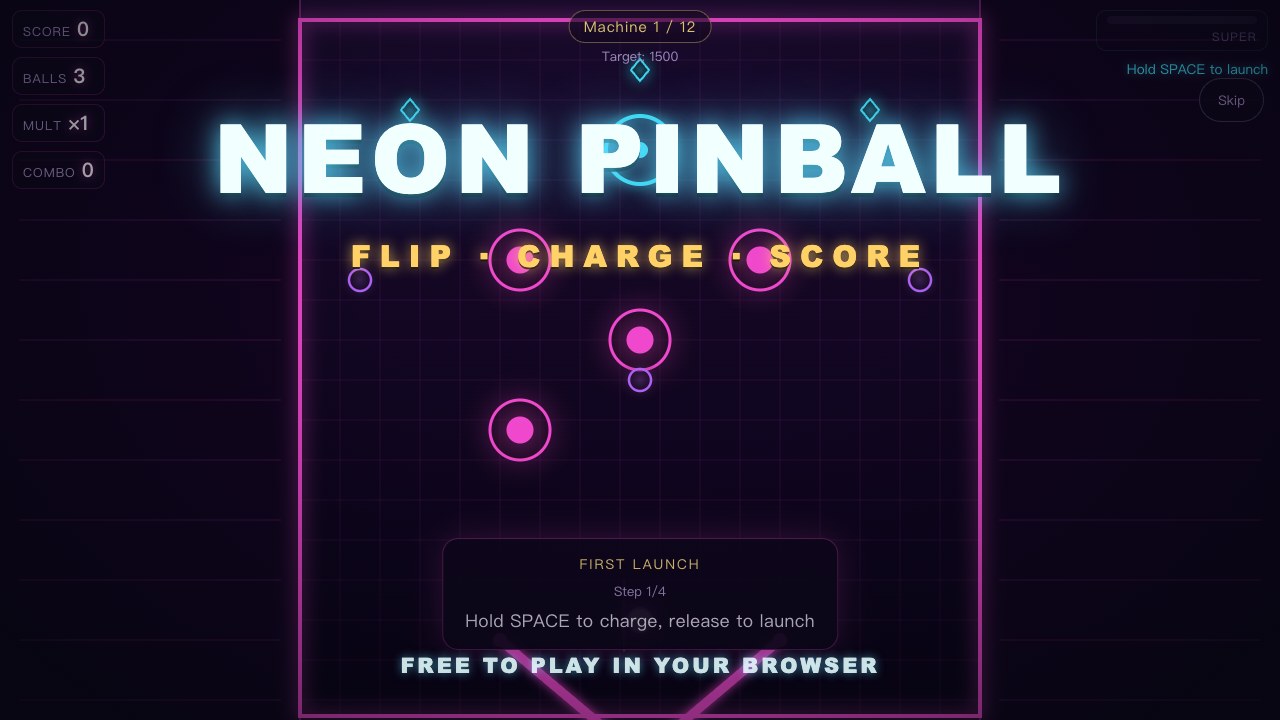 SCORE 0
BALLS 3
MULT x1
COMBO 0
Machine 1 / 12
Target: 1500
SUPER
Hold SPACE to launch
Skip
NEON PINBALL
FLIP · CHARGE · SCORE
FIRST LAUNCH
Step 1/4
Hold SPACE to charge, release to launch
FREE TO PLAY IN YOUR BROWSER